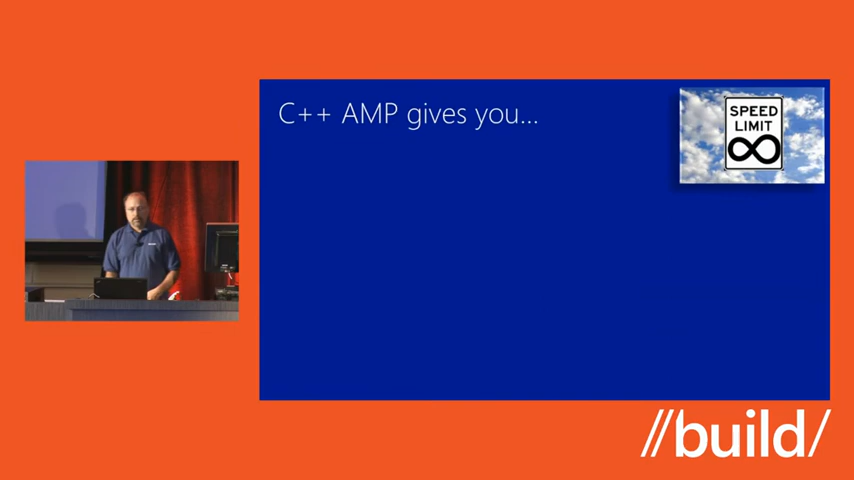 C++ AMP gives you...
SPEED
LIMIT
∞
//build/